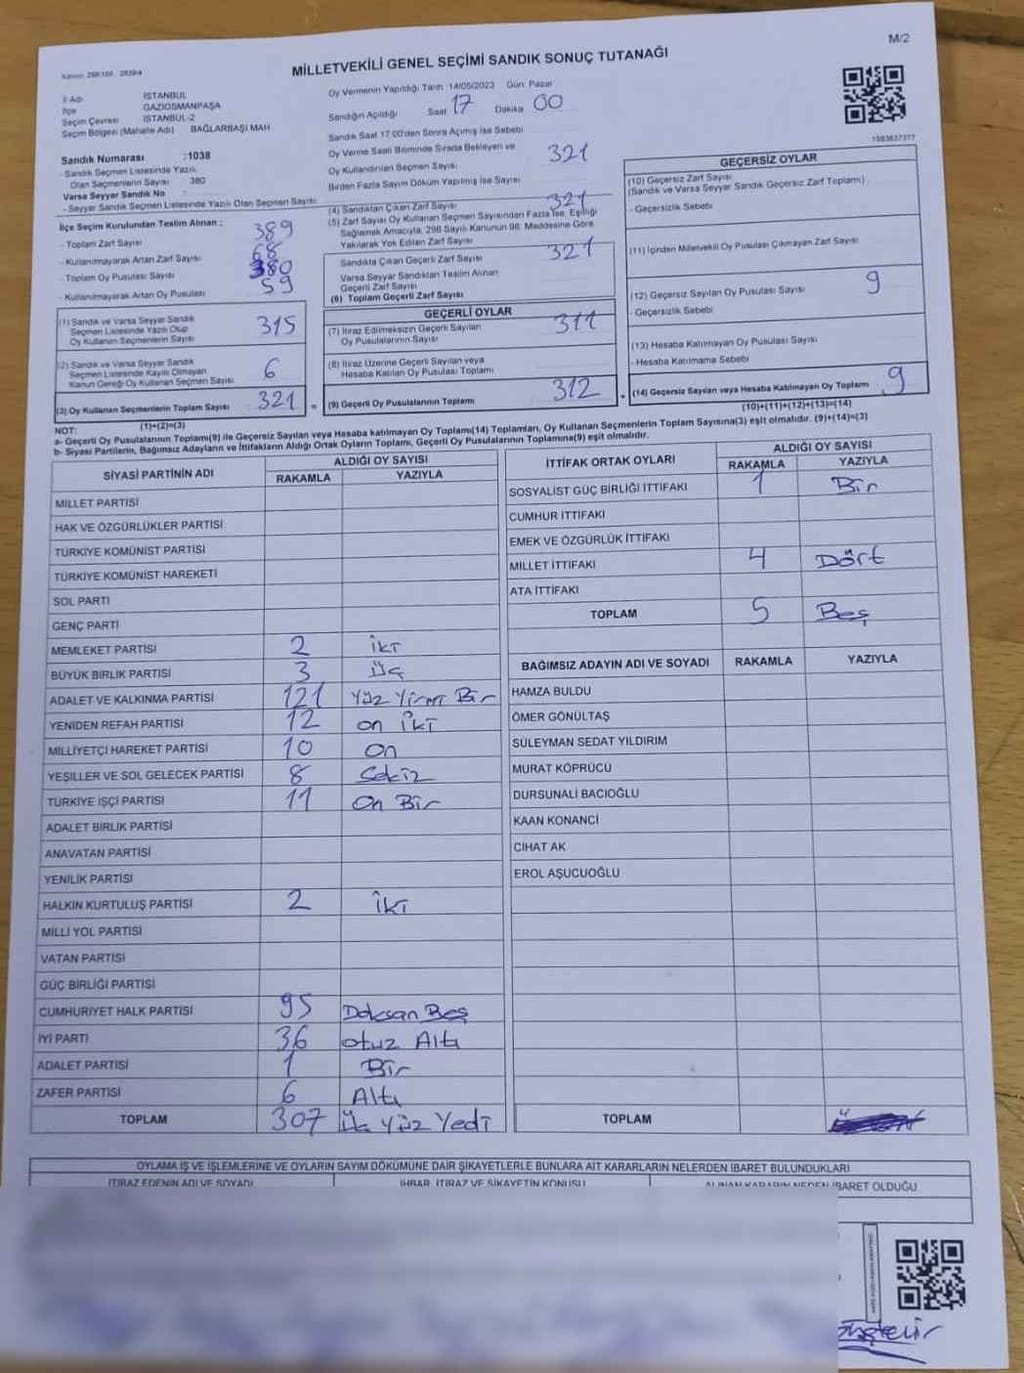 M/2
MİLLETVEKİLİ GENEL SEÇİMİ SANDIK SONUÇ TUTANAĞI
İl Adı İSTANBUL
İlçe GAZİOSMANPAŞA
Seçim Çevresi İSTANBUL-2
Seçim Bölgesi (Mahalle Adı) BAĞLARBAŞI MAH
Sandık Numarası :1038
Sandık Seçmen Listesinde Yazılı
Olan Seçmenlerin Sayısı 380
Varsa Seyyar Sandık No
- Seyyar Sandık Seçmen Listesinde Yazılı Olan Seçmen Sayısı
Oy Vermenin Yapıldığı Tarih :14/05/2023 Gün: Pazar
Sandığın Açıldığı Saat 17 Dakika 00
Sandık Saat 17:00'den Sonra Açılmış İse Sebebi
Oy Verme Saati Bitiminde Sırada Bekleyen ve
Oy Kullandırılan Seçmen Sayısı 321
Birden Fazla Sayım Döküm Yapılmış İse Sayısı
İlçe Seçim Kurulundan Teslim Alınan :
- Toplam Zarf Sayısı 389
- Kullanılmayarak Artan Zarf Sayısı 68
- Toplam Oy Pusulası Sayısı 380
- Kullanılmayarak Artan Oy Pusulası 59
(1) Sandık ve Varsa Seyyar Sandık
Seçmen Listesinde Yazılı Olup
Oy Kullanan Seçmenlerin Sayısı 315
(2) Sandık ve Varsa Seyyar Sandık
Seçmen Listesinde Kayıtlı Olmayan
Kanun Gereği Oy Kullanan Seçmen Sayısı 6
(3) Oy Kullanan Seçmenlerin Toplam Sayısı 321
(1)+(2)=(3)
(4) Sandıktan Çıkan Zarf Sayısı 321
(5) Zarf Sayısı Oy Kullanan Seçmen Sayısından Fazla İse, Eşitliği
Sağlamak Amacıyla, 298 Sayılı Kanunun 98. Maddesine Göre
Yakılarak Yok Edilen Zarf Sayısı
Sandıkta Çıkan Geçerli Zarf Sayısı 321
Varsa Seyyar Sandıktan Teslim Alınan
Geçerli Zarf Sayısı
(6) Toplam Geçerli Zarf Sayısı
GEÇERLİ OYLAR
(7) İtiraz Edilmeksizin Geçerli Sayılan
Oy Pusulalarının Sayısı 311
(8) İtiraz Üzerine Geçerli Sayılan veya
Hesaba Katılan Oy Pusulası Toplamı
(9) Geçerli Oy Pusulalarının Toplamı 312
GEÇERSİZ OYLAR
(10) Geçersiz Zarf Sayısı
(Sandık ve Varsa Seyyar Sandık Geçersiz Zarf Toplamı)
- Geçersizlik Sebebi
(11) İçinden Milletvekili Oy Pusulası Çıkmayan Zarf Sayısı
(12) Geçersiz Sayılan Oy Pusulası Sayısı 9
- Geçersizlik Sebebi
(13) Hesaba Katılmayan Oy Pusulası Sayısı
- Hesaba Katılmama Sebebi
(14) Geçersiz Sayılan veya Hesaba Katılmayan Oy Toplamı 9
(10)+(11)+(12)+(13)=(14)
NOT:
a- Geçerli Oy Pusulalarının Toplamı(9) ile Geçersiz Sayılan veya Hesaba katılmayan Oy Toplamı(14) Toplamları, Oy Kullanan Seçmenlerin Toplam Sayısına(3) eşit olmalıdır. (9)+(14)=(3)
b- Siyasi Partilerin, Bağımsız Adayların ve İttifakların Aldığı Ortak Oyların Toplamı, Geçerli Oy Pusulalarının Toplamına(9) eşit olmalıdır.
SİYASİ PARTİNİN ADI ALDIĞI OY SAYISI
RAKAMLA YAZIYLA
MİLLET PARTİSİ
HAK VE ÖZGÜRLÜKLER PARTİSİ
TÜRKİYE KOMÜNİST PARTİSİ
TÜRKİYE KOMÜNİST HAREKETİ
SOL PARTİ
GENÇ PARTİ
MEMLEKET PARTİSİ 2 iki
BÜYÜK BİRLİK PARTİSİ 3 üç
ADALET VE KALKINMA PARTİSİ 121 Yüz Yirmi Bir
YENİDEN REFAH PARTİSİ 12 on iki
MİLLİYETÇİ HAREKET PARTİSİ 10 on
YEŞİLLER VE SOL GELECEK PARTİSİ 8 Sekiz
TÜRKİYE İŞÇİ PARTİSİ 11 on Bir
ADALET BİRLİK PARTİSİ
ANAVATAN PARTİSİ
YENİLİK PARTİSİ
HALKIN KURTULUŞ PARTİSİ 2 iki
MİLLİ YOL PARTİSİ
VATAN PARTİSİ
GÜÇ BİRLİĞİ PARTİSİ
CUMHURİYET HALK PARTİSİ 95 Doksan Beş
İYİ PARTİ 36 otuz Altı
ADALET PARTİSİ 1 Bir
ZAFER PARTİSİ 6 Altı
TOPLAM 307 Üç Yüz Yedi
İTTİFAK ORTAK OYLARI ALDIĞI OY SAYISI
RAKAMLA YAZIYLA
SOSYALİST GÜÇ BİRLİĞİ İTTİFAKI 1 Bir
CUMHUR İTTİFAKI
EMEK VE ÖZGÜRLÜK İTTİFAKI
MİLLET İTTİFAKI 4 Dört
ATA İTTİFAKI
TOPLAM 5 Beş
BAĞIMSIZ ADAYIN ADI VE SOYADI RAKAMLA YAZIYLA
HAMZA BULDU
ÖMER GÖNÜLTAŞ
SÜLEYMAN SEDAT YILDIRIM
MURAT KÖPRÜCÜ
DURSUNALİ BACIOĞLU
KAAN KONANCİ
CİHAT AK
EROL AŞUCUOĞLU
TOPLAM
OYLAMA İŞ VE İŞLEMLERİNE VE OYLARIN SAYIM DÖKÜMÜNE DAİR ŞİKAYETLERLE BUNLARA AİT KARARLARIN NELERDEN İBARET BULUNDUKLARI
İTİRAZ EDENİN ADI VE SOYADI İHBAR, İTİRAZ VE ŞİKAYETİN KONUSU ALINAN KARARIN NEDEN İBARET OLDUĞU